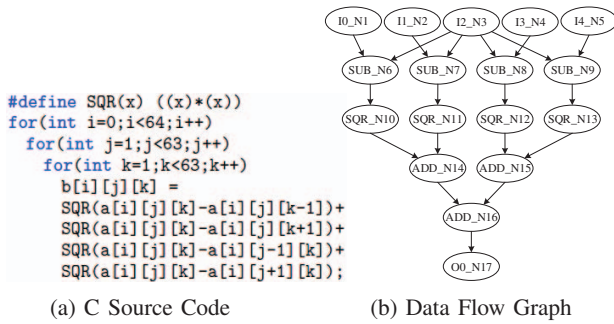 #define SQR(x) ((x)*(x))
for(int i=0;i<64;i++)
for(int j=1;j<63;j++)
for(int k=1;k<63;k++)
b[i][j][k] =
SQR(a[i][j][k]-a[i][j][k-1])+
SQR(a[i][j][k]-a[i][j][k+1])+
SQR(a[i][j][k]-a[i][j-1][k])+
SQR(a[i][j][k]-a[i][j+1][k]);
(a) C Source Code
I0_N1 I1_N2 I2_N3 I3_N4 I4_N5
SUB_N6 SUB_N7 SUB_N8 SUB_N9
SQR_N10 SQR_N11 SQR_N12 SQR_N13
ADD_N14 ADD_N15
ADD_N16
O0_N17
(b) Data Flow Graph